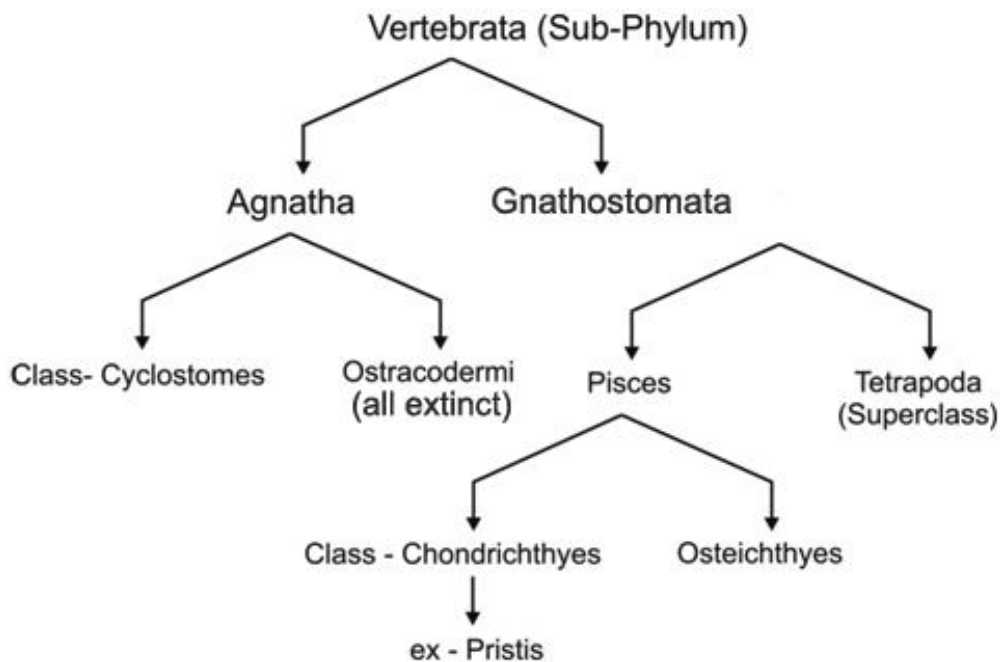 Vertebrata (Sub-Phylum)
Agnatha
Gnathostomata
Class- Cyclostomes
Ostracodermi
(all extinct)
Pisces
Tetrapoda
(Superclass)
Class - Chondrichthyes
Osteichthyes
ex - Pristis